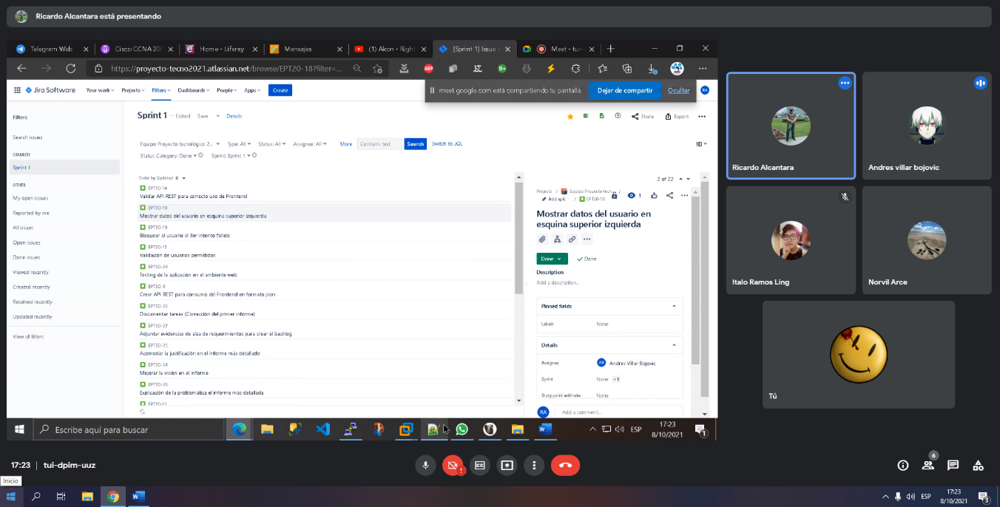 Ricardo Alcantara está presentando
Telegram Web
Cisco CCNA 200
Home - Liferay
Mensajes
(1) Akon - Right
[Sprint 1] Issue
Meet - tui-
https://proyecto-tecno2021.atlassian.net/browse/EPT20-18?filter=...
ABP
Jira Software
Your work
Projects
Filters
Dashboards
People
Apps
Create
meet.google.com está compartiendo tu pantalla.
Dejar de compartir
Ocultar
RA
Filters
Search issues
STARRED
Sprint 1
OTHER
My open issues
Reported by me
All issues
Open issues
Done issues
Viewed recently
Created recently
Resolved recently
Updated recently
View all filters
Sprint 1
Edited
Save
Details
Share
Export
Equipo Proyecto tecnológico 2...
Type: All
Status: All
Assignee: All
More
Contains text
Search
Switch to JQL
Status Category: Done
Sprint: Sprint 1
Order by Updated
EPT20-14
Validar API REST para correcto uso de Frontend
EPT20-18
Mostrar datos del usuario en esquina superior izquierda
EPT20-19
Bloquear al usuario al 3er intento fallido
EPT20-15
Validación de usuarios permitidos
EPT20-28
Testing de la aplicación en el ambiente web
EPT20-8
Crear API REST para consumo del Frontend en formato json
EPT20-22
Documentar tareas (Corrección del primer informe)
EPT20-27
Adjuntar evidencias de alza de requerimientos para crear el backlog
EPT20-25
Acomodar la justificación en el informe más detallado
EPT20-24
Mejorar la visión en el informe
EPT20-26
Explicación de la problemática el informe más detallada
EPT20-11
2 of 22
Projects / Equipo Proyecto tecn...
1
Add epic / EPT20-18
Mostrar datos del usuario en
esquina superior izquierda
Done
Done
Description
Add a description...
Pinned fields
Labels
None
Details
Assignee
AB
Andres Villar Bojovic
Sprint
None +1
Story point estimate
None
RA
Add a comment...
Escribe aquí para buscar
ESP
17:23
8/10/2021
1
Ricardo Alcantara
Andres villar bojovic
Italo Ramos Ling
Norvil Arce
Tú
17:23
tui-dpim-uuz
6
Inicio
ESP
17:23
8/10/2021
3